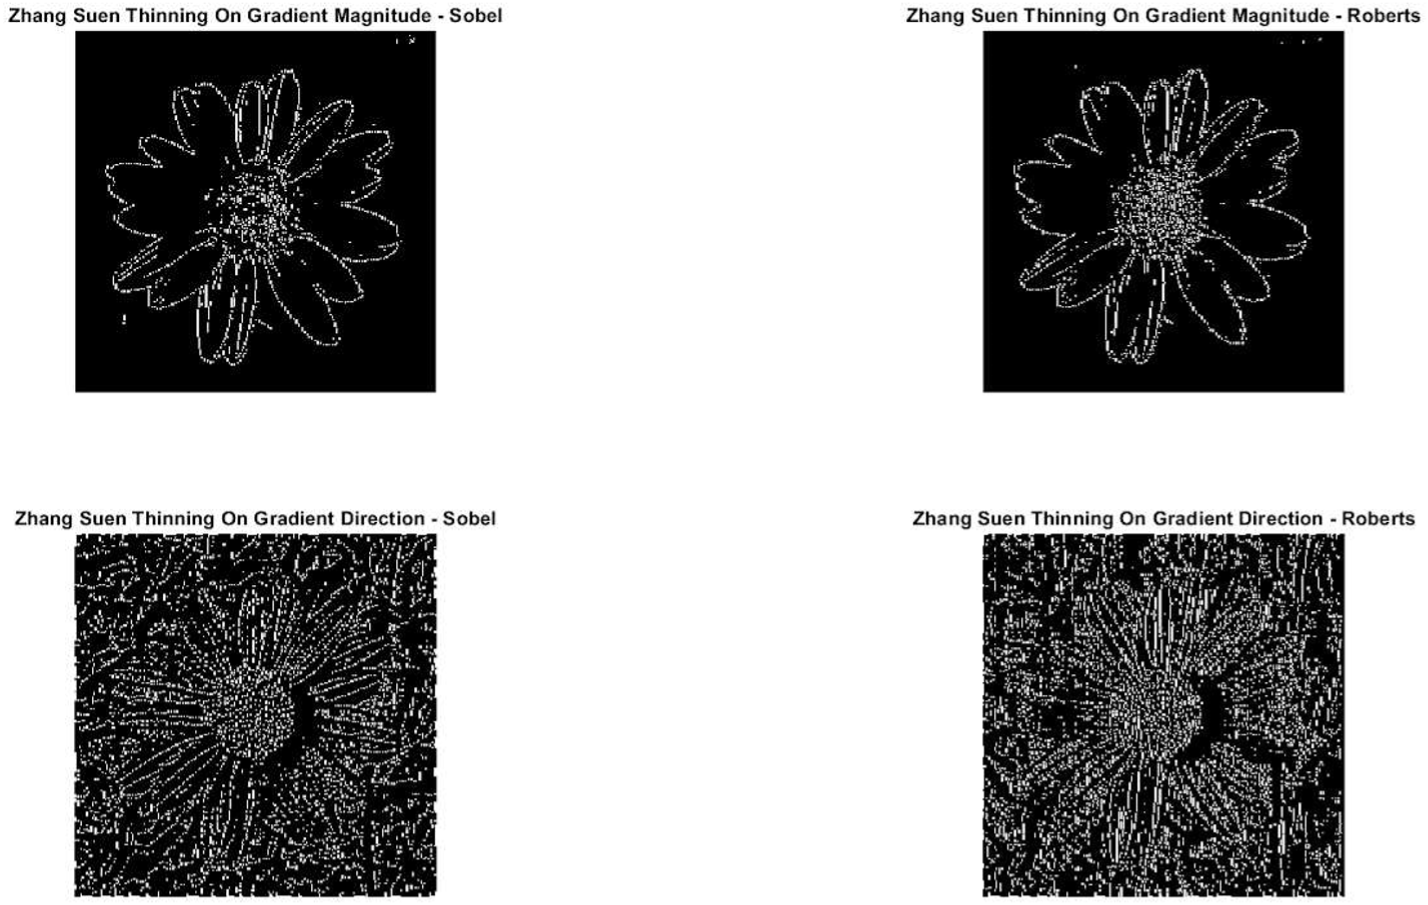 Zhang Suen Thinning On Gradient Magnitude - Sobel
Zhang Suen Thinning On Gradient Magnitude - Roberts
Zhang Suen Thinning On Gradient Direction - Sobel
Zhang Suen Thinning On Gradient Direction - Roberts